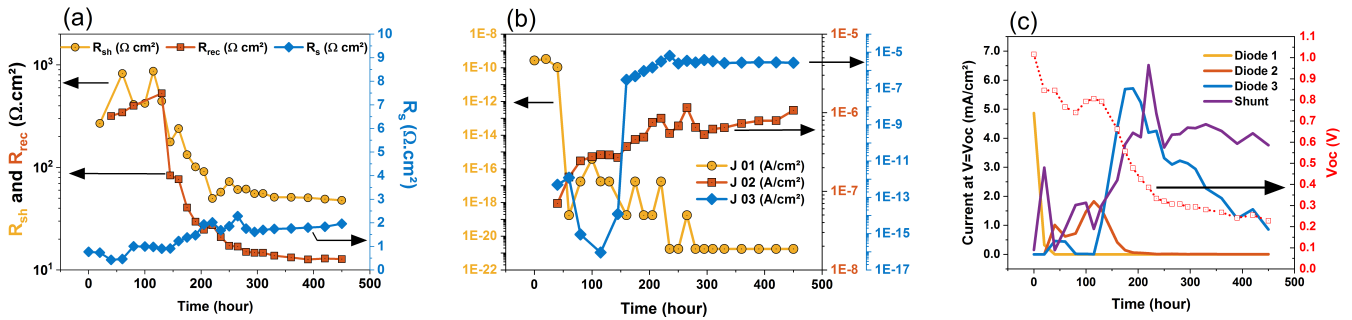 (a)
R_sh (Ω cm²) R_rec (Ω cm²) R_s (Ω cm²)
R_sh and R_rec (Ω.cm²)
10³
10²
10¹
10
9
8
7
6
5
4
3
2
1
0
R_s (Ω.cm²)
0 100 200 300 400 500
Time (hour)
(b)
1E-8
1E-10
1E-12
1E-14
1E-16
1E-18
1E-20
1E-22
1E-5
1E-6
1E-7
1E-8
1E-5
1E-7
1E-9
1E-11
1E-13
1E-15
1E-17
J 01 (A/cm²)
J 02 (A/cm²)
J 03 (A/cm²)
0 100 200 300 400 500
Time (hour)
(c)
Current at V=Voc (mA/cm²)
7.0
6.0
5.0
4.0
3.0
2.0
1.0
0.0
Diode 1
Diode 2
Diode 3
Shunt
1.1
1.0
0.9
0.8
0.7
0.6
0.5
0.4
0.3
0.2
0.1
0.0
Voc (V)
0 100 200 300 400 500
Time (hour)